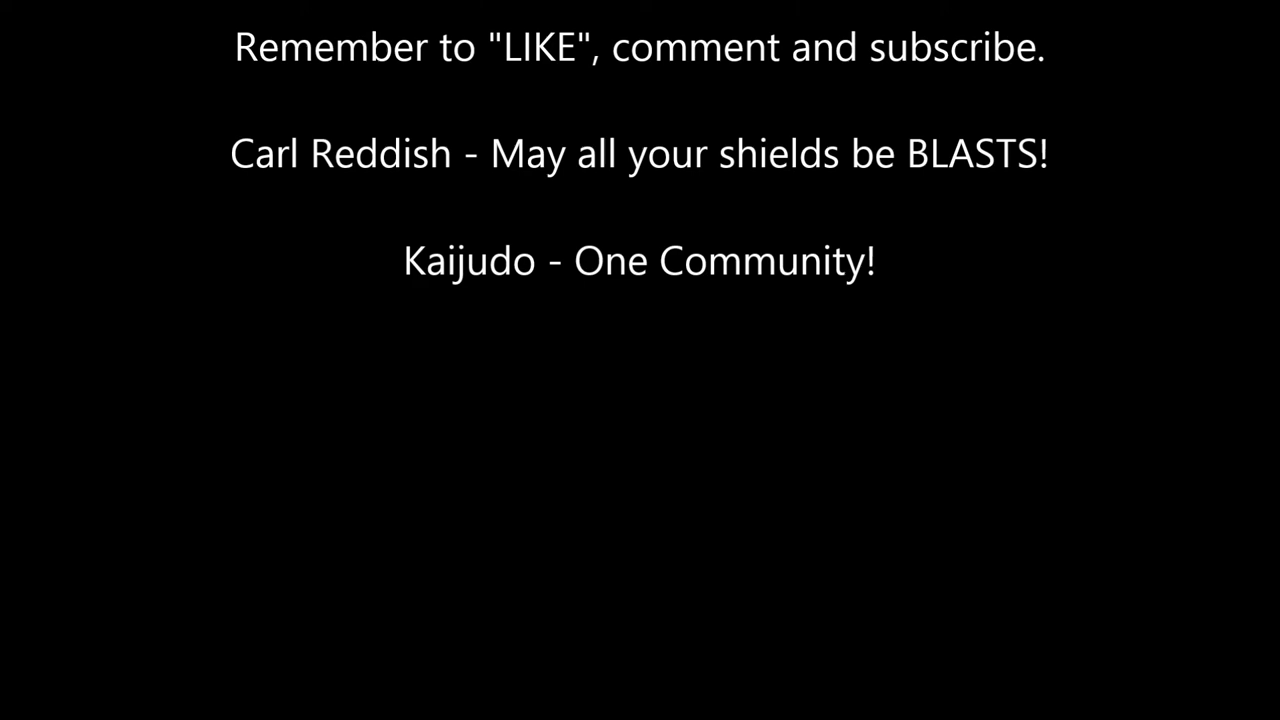 Remember to "LIKE", comment and subscribe.
Carl Reddish - May all your shields be BLASTS!
Kaijudo - One Community!